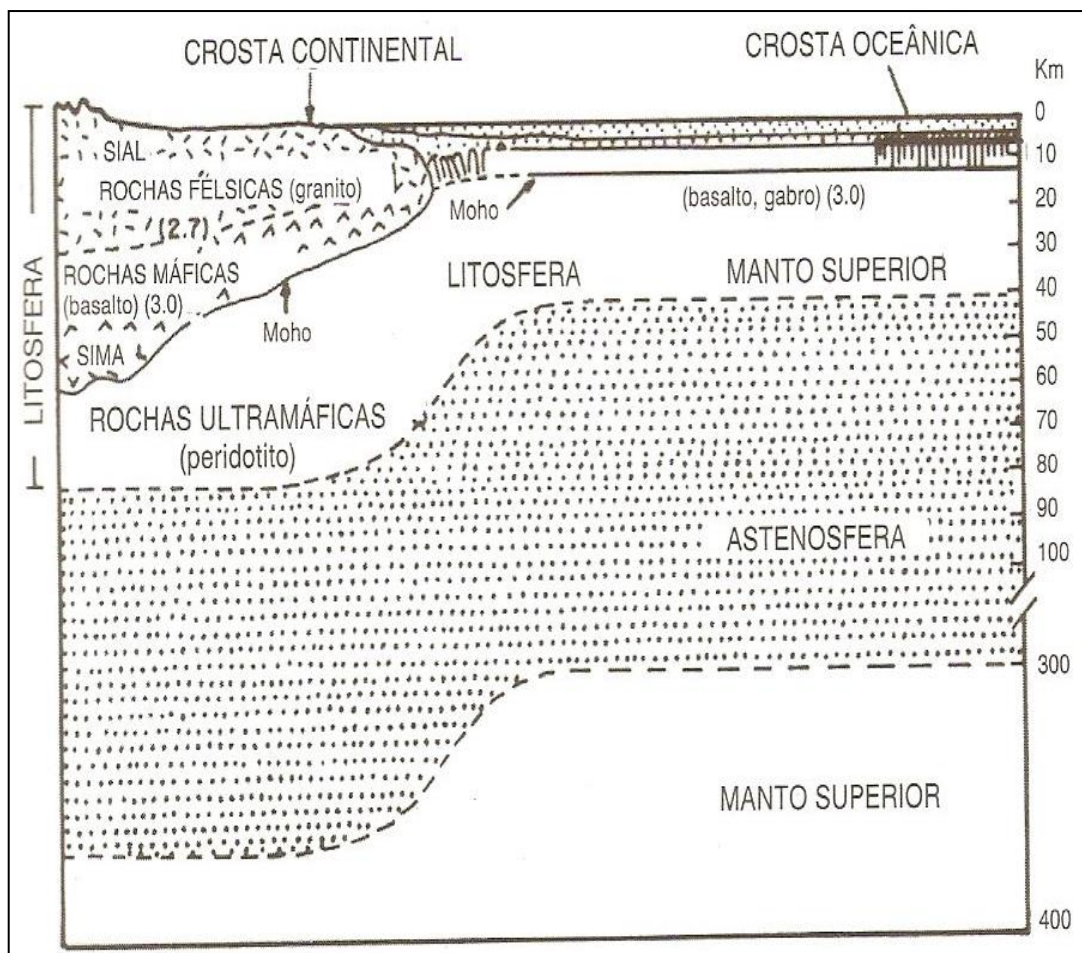 CROSTA CONTINENTAL
CROSTA OCEÂNICA
Km
0
SIAL
10
ROCHAS FÉLSICAS (granito)
Moho
(basalto, gabro) (3.0)
20
(2.7)
30
LITOSFERA
ROCHAS MÁFICAS
(basalto) (3.0)
LITOSFERA
MANTO SUPERIOR
40
Moho
50
SIMA
60
ROCHAS ULTRAMÁFICAS
(peridotito)
70
80
90
ASTENOSFERA
100
300
MANTO SUPERIOR
400